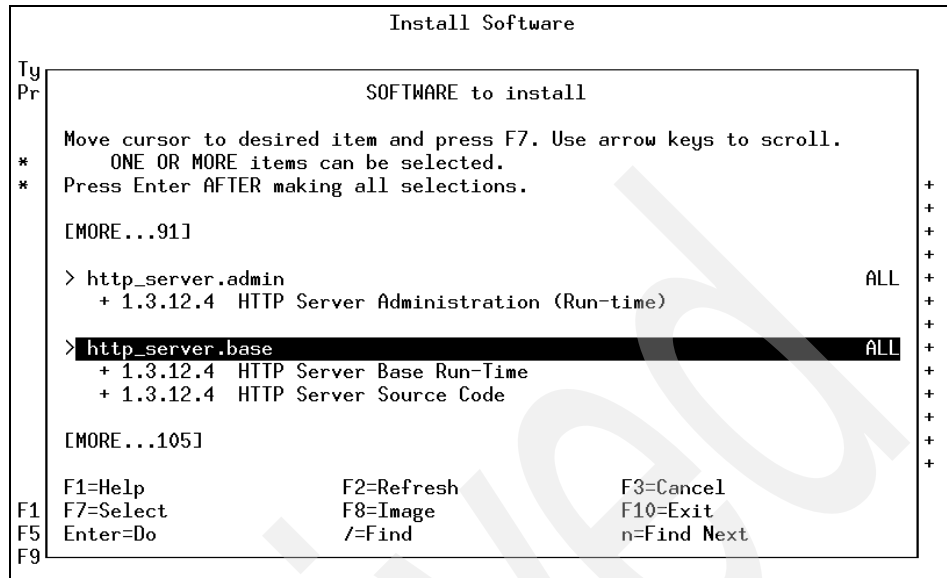 Install Software
Ty
Pr
SOFTWARE to install
Move cursor to desired item and press F7. Use arrow keys to scroll.
* ONE OR MORE items can be selected.
* Press Enter AFTER making all selections. +
+
[MORE...91] +
+
> http_server.admin ALL +
+ 1.3.12.4 HTTP Server Administration (Run-time) +
+
> http_server.base ALL +
+ 1.3.12.4 HTTP Server Base Run-Time +
+ 1.3.12.4 HTTP Server Source Code +
+
[MORE...105] +
+
F1=Help F2=Refresh F3=Cancel
F1 F7=Select F8=Image F10=Exit
F5 Enter=Do /=Find n=Find Next
F9